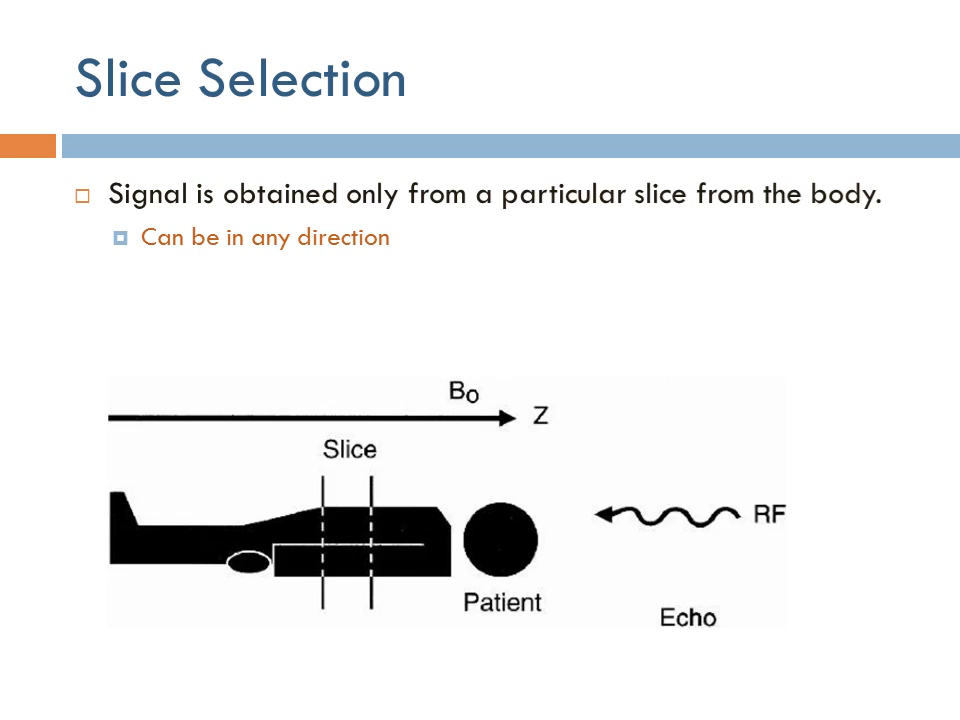 Slice Selection
Signal is obtained only from a particular slice from the body.
Can be in any direction
Bo
Z
Slice
RF
Patient
Echo